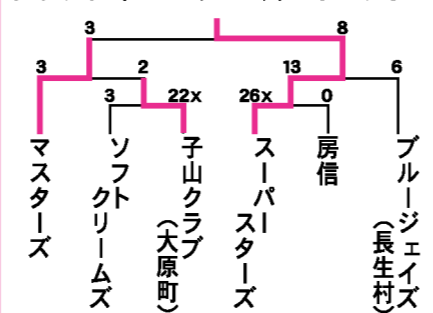 3 8
3 2 13 6
3 22x 26x 0
マスターズ
ソフト
クリームズ
子山クラブ
(大原町)
スーパー
スターズ
房信
ブルージェイズ
(長生村)